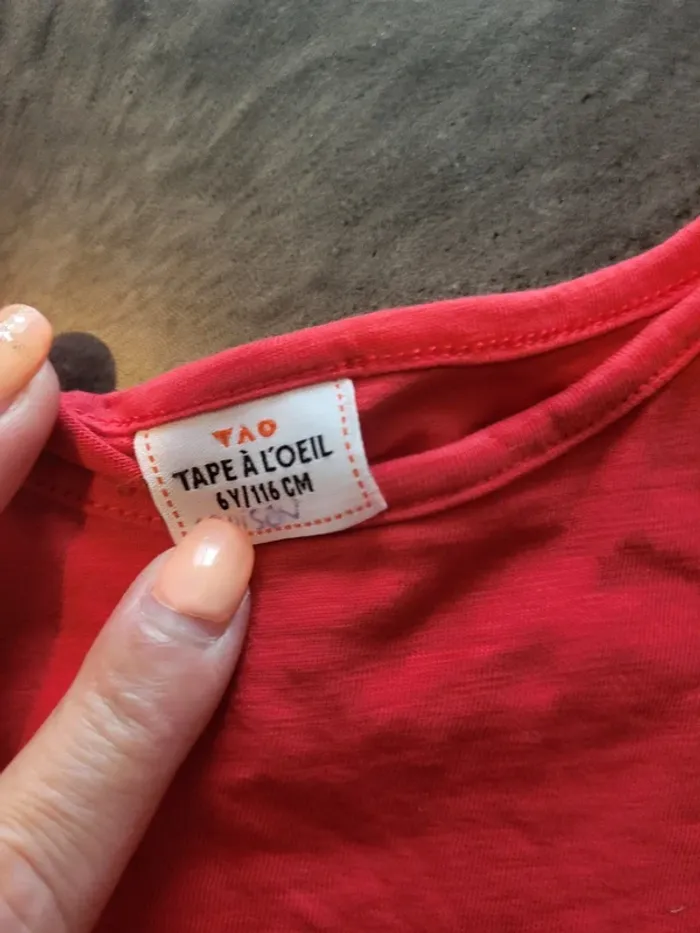 TAO
TAPE À L'OEIL
6Y/116 CM